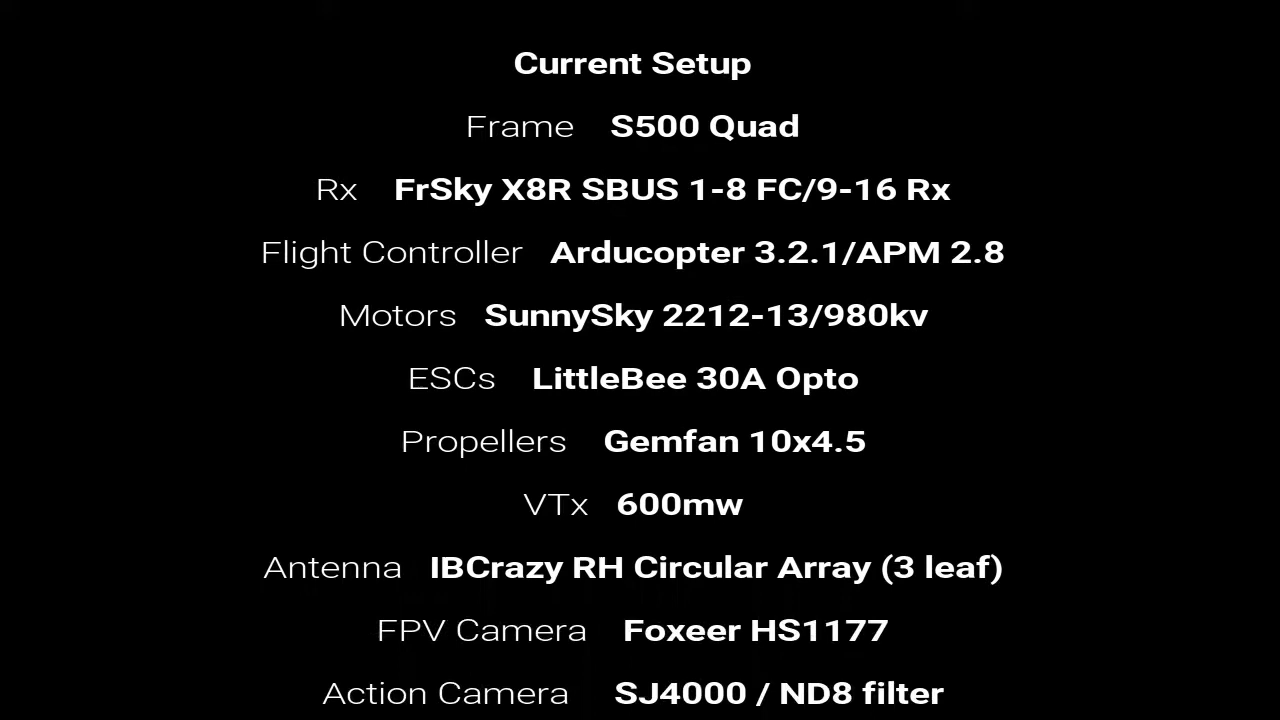 Current Setup
Frame S500 Quad
Rx FrSky X8R SBUS 1-8 FC/9-16 Rx
Flight Controller Arducopter 3.2.1/APM 2.8
Motors SunnySky 2212-13/980kv
ESCs LittleBee 30A Opto
Propellers Gemfan 10x4.5
VTx 600mw
Antenna IBCrazy RH Circular Array (3 leaf)
FPV Camera Foxeer HS1177
Action Camera SJ4000 / ND8 filter